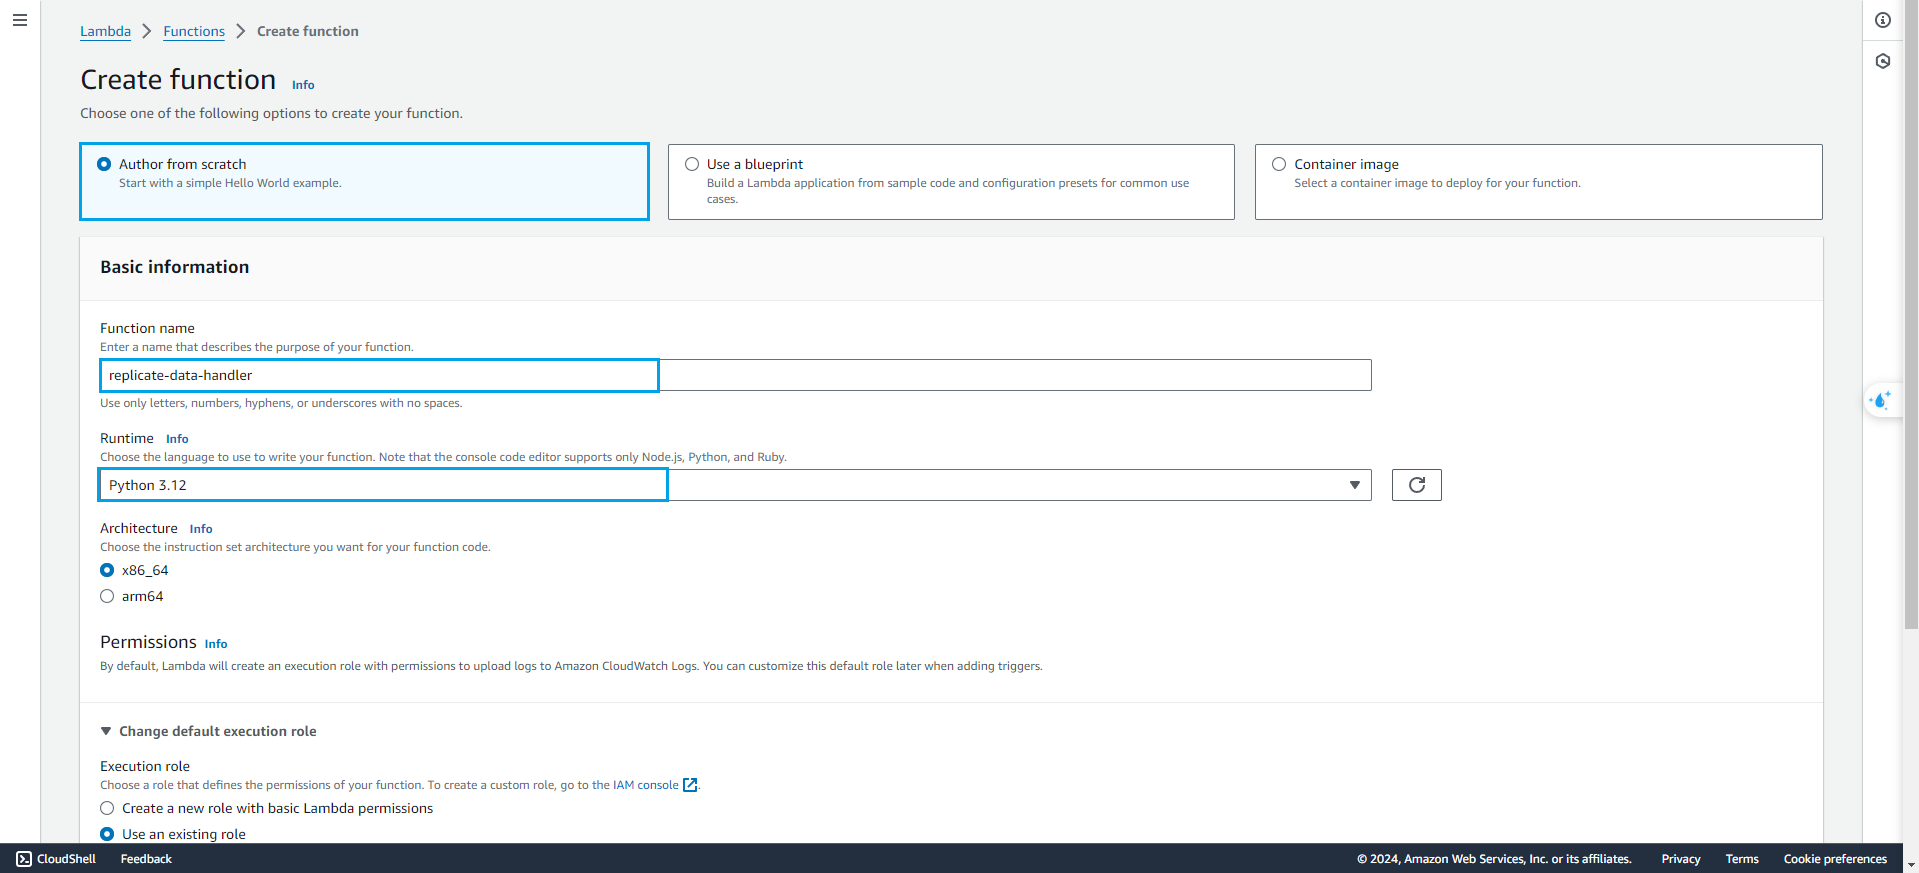 Lambda > Functions > Create function
Create function Info
Choose one of the following options to create your function.
Author from scratch
Start with a simple Hello World example.
Use a blueprint
Build a Lambda application from sample code and configuration presets for common use
cases.
Container image
Select a container image to deploy for your function.
Basic information
Function name
Enter a name that describes the purpose of your function.
replicate-data-handler
Use only letters, numbers, hyphens, or underscores with no spaces.
Runtime Info
Choose the language to use to write your function. Note that the console code editor supports only Node.js, Python, and Ruby.
Python 3.12
Architecture Info
Choose the instruction set architecture you want for your function code.
x86_64
arm64
Permissions Info
By default, Lambda will create an execution role with permissions to upload logs to Amazon CloudWatch Logs. You can customize this default role later when adding triggers.
Change default execution role
Execution role
Choose a role that defines the permissions of your function. To create a custom role, go to the IAM console.
Create a new role with basic Lambda permissions
Use an existing role
CloudShell Feedback © 2024, Amazon Web Services, Inc. or its affiliates. Privacy Terms Cookie preferences